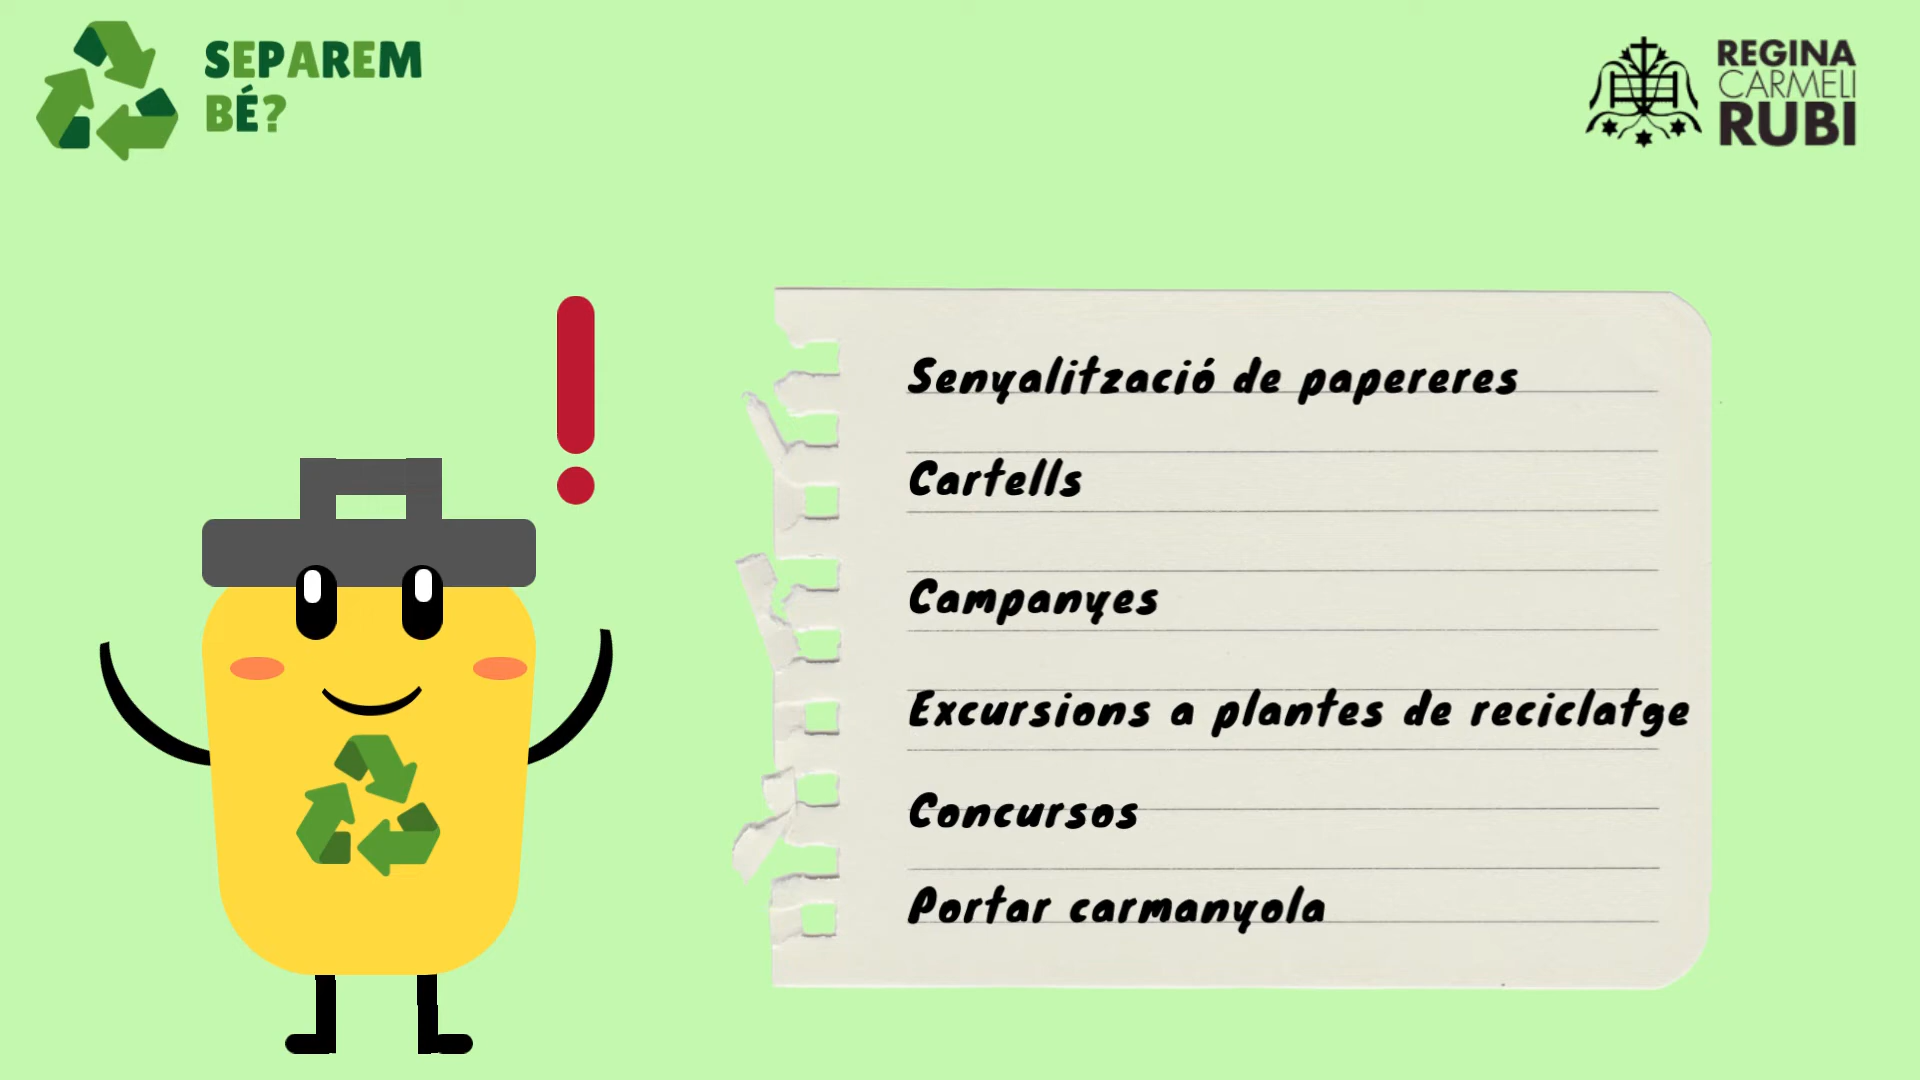 SEPAREM
BÉ?
REGINA
CARMELI
RUBI
Senyalització de papereres
Cartells
Campanyes
Excursions a plantes de reciclatge
Concursos
Portar carmanyola